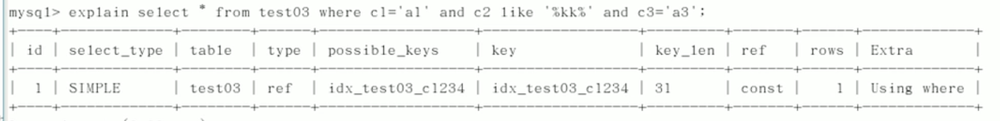 mysql> explain select * from test03 where c1='a1' and c2 like '%kk%' and c3='a3';
+----+-------------+--------+------+------------------+------------------+---------+-------+------+-------------+
| id | select_type | table | type | possible_keys | key | key_len | ref | rows | Extra |
+----+-------------+--------+------+------------------+------------------+---------+-------+------+-------------+
| 1 | SIMPLE | test03 | ref | idx_test03_c1234 | idx_test03_c1234 | 31 | const | 1 | Using where |
+----+-------------+--------+------+------------------+------------------+---------+-------+------+-------------+